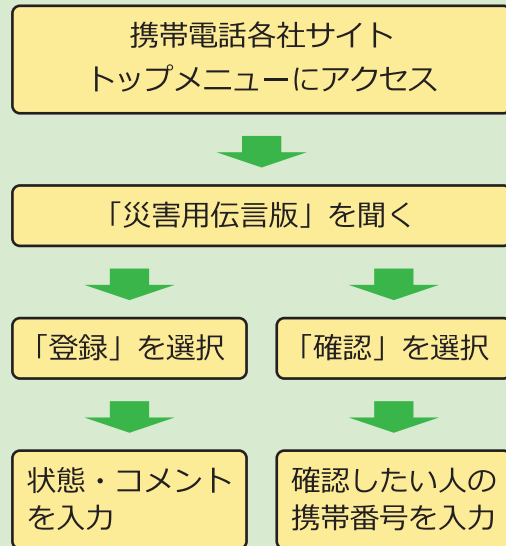 携帯電話各社サイト
トップメニューにアクセス
「災害用伝言版」を聞く
「登録」を選択
「確認」を選択
状態・コメント
を入力
確認したい人の
携帯番号を入力